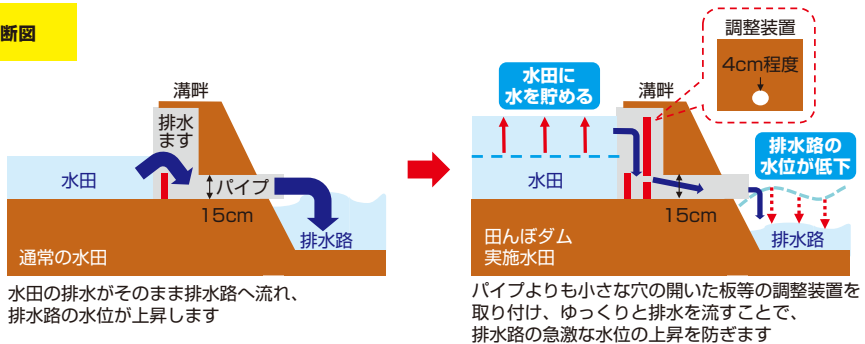 断図
溝畔
排水
ます
水田
パイプ
15cm
排水路
通常の水田
水田の排水がそのまま排水路へ流れ、
排水路の水位が上昇します
調整装置
4cm程度
水田に
水を貯める
溝畔
排水路の
水位が低下
水田
15cm
排水路
田んぼダム
実施水田
パイプよりも小さな穴の開いた板等の調整装置を
取り付け、ゆっくりと排水を流すことで、
排水路の急激な水位の上昇を防ぎます